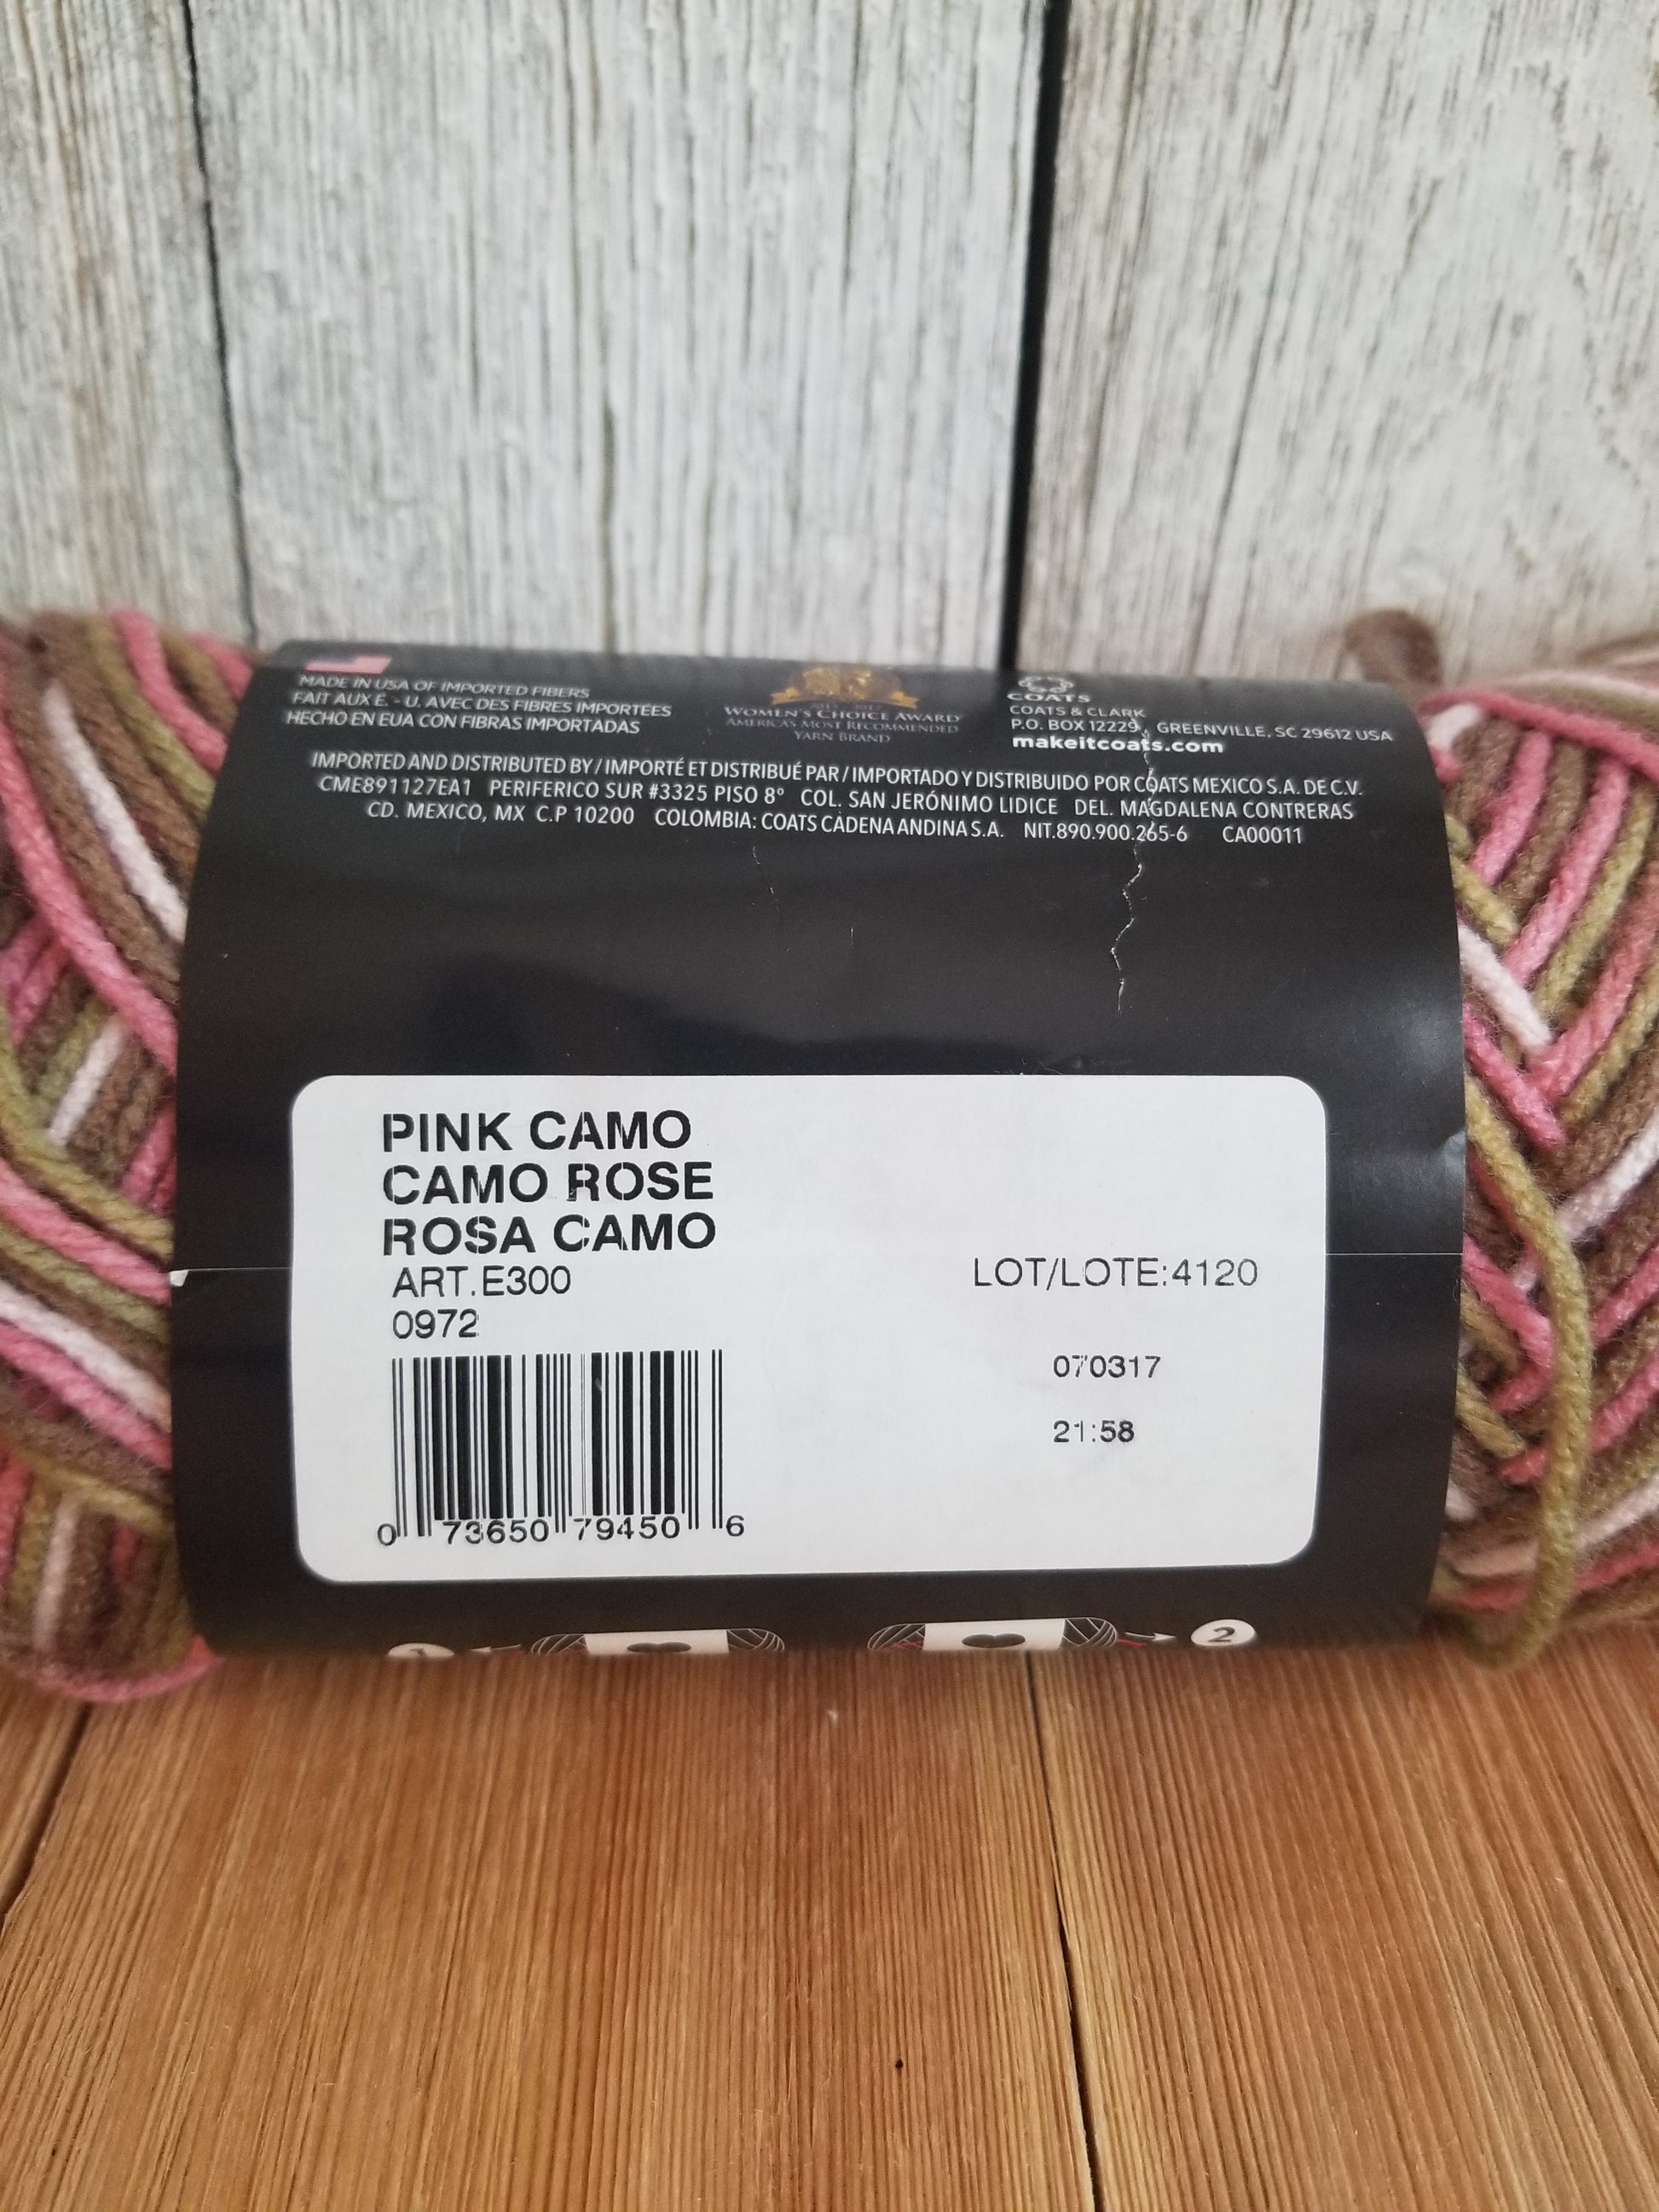 MADE IN USA OF IMPORTED FIBERS
FAIT AUX E. - U. AVEC DES FIBRES IMPORTÉES
HECHO EN EUA CON FIBRAS IMPORTADAS
WOMEN'S CHOICE AWARD
AMERICA'S MOST RECOMMENDED
YARN BRAND
COATS
COATS & CLARK
P.O. BOX 12229, GREENVILLE, SC 29612 USA
makeitcoats.com
IMPORTED AND DISTRIBUTED BY / IMPORTÉ ET DISTRIBUÉ PAR / IMPORTADO Y DISTRIBUIDO POR COATS MEXICO S.A. DE C.V.
CME891127EA1 PERIFERICO SUR #3325 PISO 8° COL. SAN JERÓNIMO LIDICE DEL. MAGDALENA CONTRERAS
CD. MEXICO, MX C.P 10200 COLOMBIA: COATS CADENA ANDINA S.A. NIT.890.900.265-6 CA00011
PINK CAMO
CAMO ROSE
ROSA CAMO
ART.E300
0972
LOT/LOTE:4120
070317
21:58
0 73650 79450 6
1
2